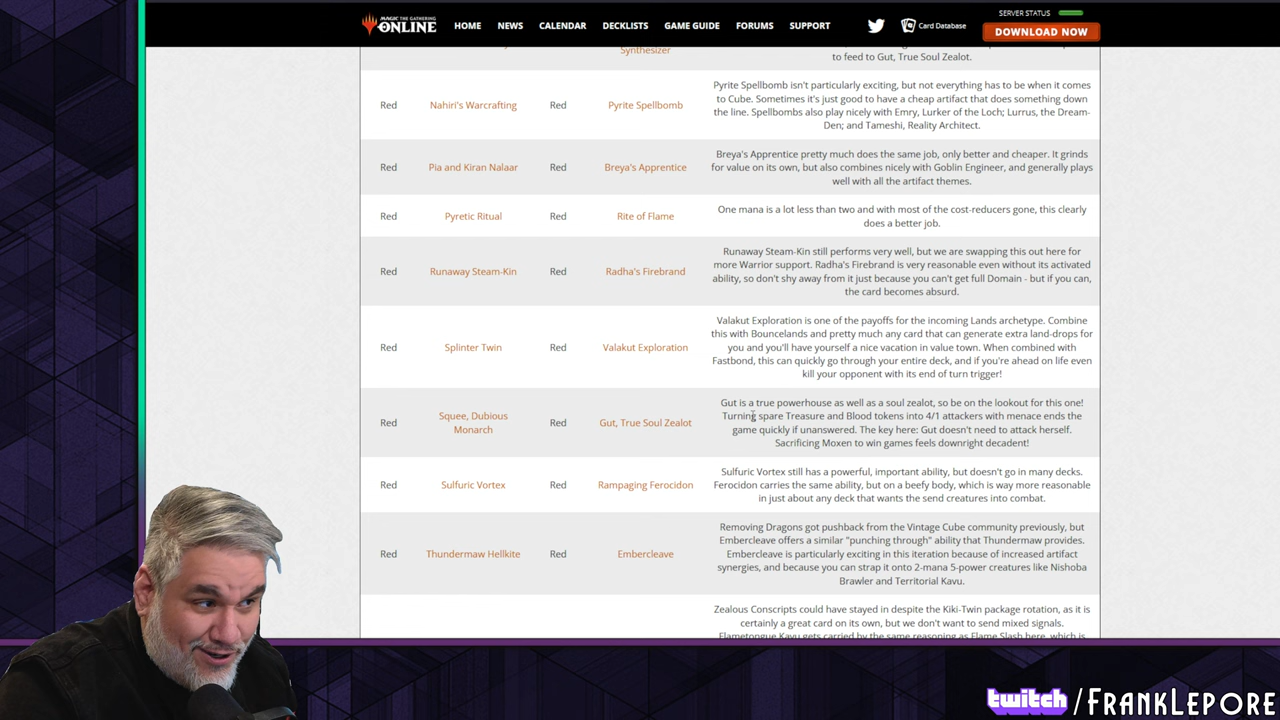 MAGIC THE GATHERING
ONLINE
HOME NEWS CALENDAR DECKLISTS GAME GUIDE FORUMS SUPPORT
Card Database
SERVER STATUS
DOWNLOAD NOW
Synthesizer
to feed to Gut, True Soul Zealot.
Red Nahiri's Warcrafting Red Pyrite Spellbomb
Pyrite Spellbomb isn't particularly exciting, but not everything has to be when it comes
to Cube. Sometimes it's just good to have a cheap artifact that does something down
the line. Spellbombs also play nicely with Emry, Lurker of the Loch; Lurrus, the Dream-
Den; and Tameshi, Reality Architect.
Red Pia and Kiran Nalaar Red Breya's Apprentice
Breya's Apprentice pretty much does the same job, only better and cheaper. It grinds
for value on its own, but also combines nicely with Goblin Engineer, and generally plays
well with all the artifact themes.
Red Pyretic Ritual Red Rite of Flame
One mana is a lot less than two and with most of the cost-reducers gone, this clearly
does a better job.
Red Runaway Steam-Kin Red Radha's Firebrand
Runaway Steam-Kin still performs very well, but we are swapping this out here for
more Warrior support. Radha's Firebrand is very reasonable even without its activated
ability, so don't shy away from it just because you can't get full Domain - but if you can,
the card becomes absurd.
Red Splinter Twin Red Valakut Exploration
Valakut Exploration is one of the payoffs for the incoming Lands archetype. Combine
this with Bouncelands and pretty much any card that can generate extra land-drops for
you and you'll have yourself a nice vacation in value town. When combined with
Fastbond, this can quickly go through your entire deck, and if you're ahead on life even
kill your opponent with its end of turn trigger!
Red Squee, Dubious
Monarch
Red Gut, True Soul Zealot
Gut is a true powerhouse as well as a soul zealot, so be on the lookout for this one!
Turning spare Treasure and Blood tokens into 4/1 attackers with menace ends the
game quickly if unanswered. The key here: Gut doesn't need to attack herself.
Sacrificing Moxen to win games feels downright decadent!
Red Sulfuric Vortex Red Rampaging Ferocidon
Sulfuric Vortex still has a powerful, important ability, but doesn't go in many decks.
Ferocidon carries the same ability, but on a beefy body, which is way more reasonable
in just about any deck that wants the send creatures into combat.
Red Thundermaw Hellkite Red Embercleave
Removing Dragons got pushback from the Vintage Cube community previously, but
Embercleave offers a similar "punching through" ability that Thundermaw provides.
Embercleave is particularly exciting in this iteration because of increased artifact
synergies, and because you can strap it onto 2-mana 5-power creatures like Nishoba
Brawler and Territorial Kavu.
Zealous Conscripts could have stayed in despite the Kiki-Twin package rotation, as it is
certainly a great card on its own, but we don't want to send mixed signals.
Flametongue Kavu gets carried by the same reasoning as Flame Slash here, which is
twitch/FRANKLEPORE